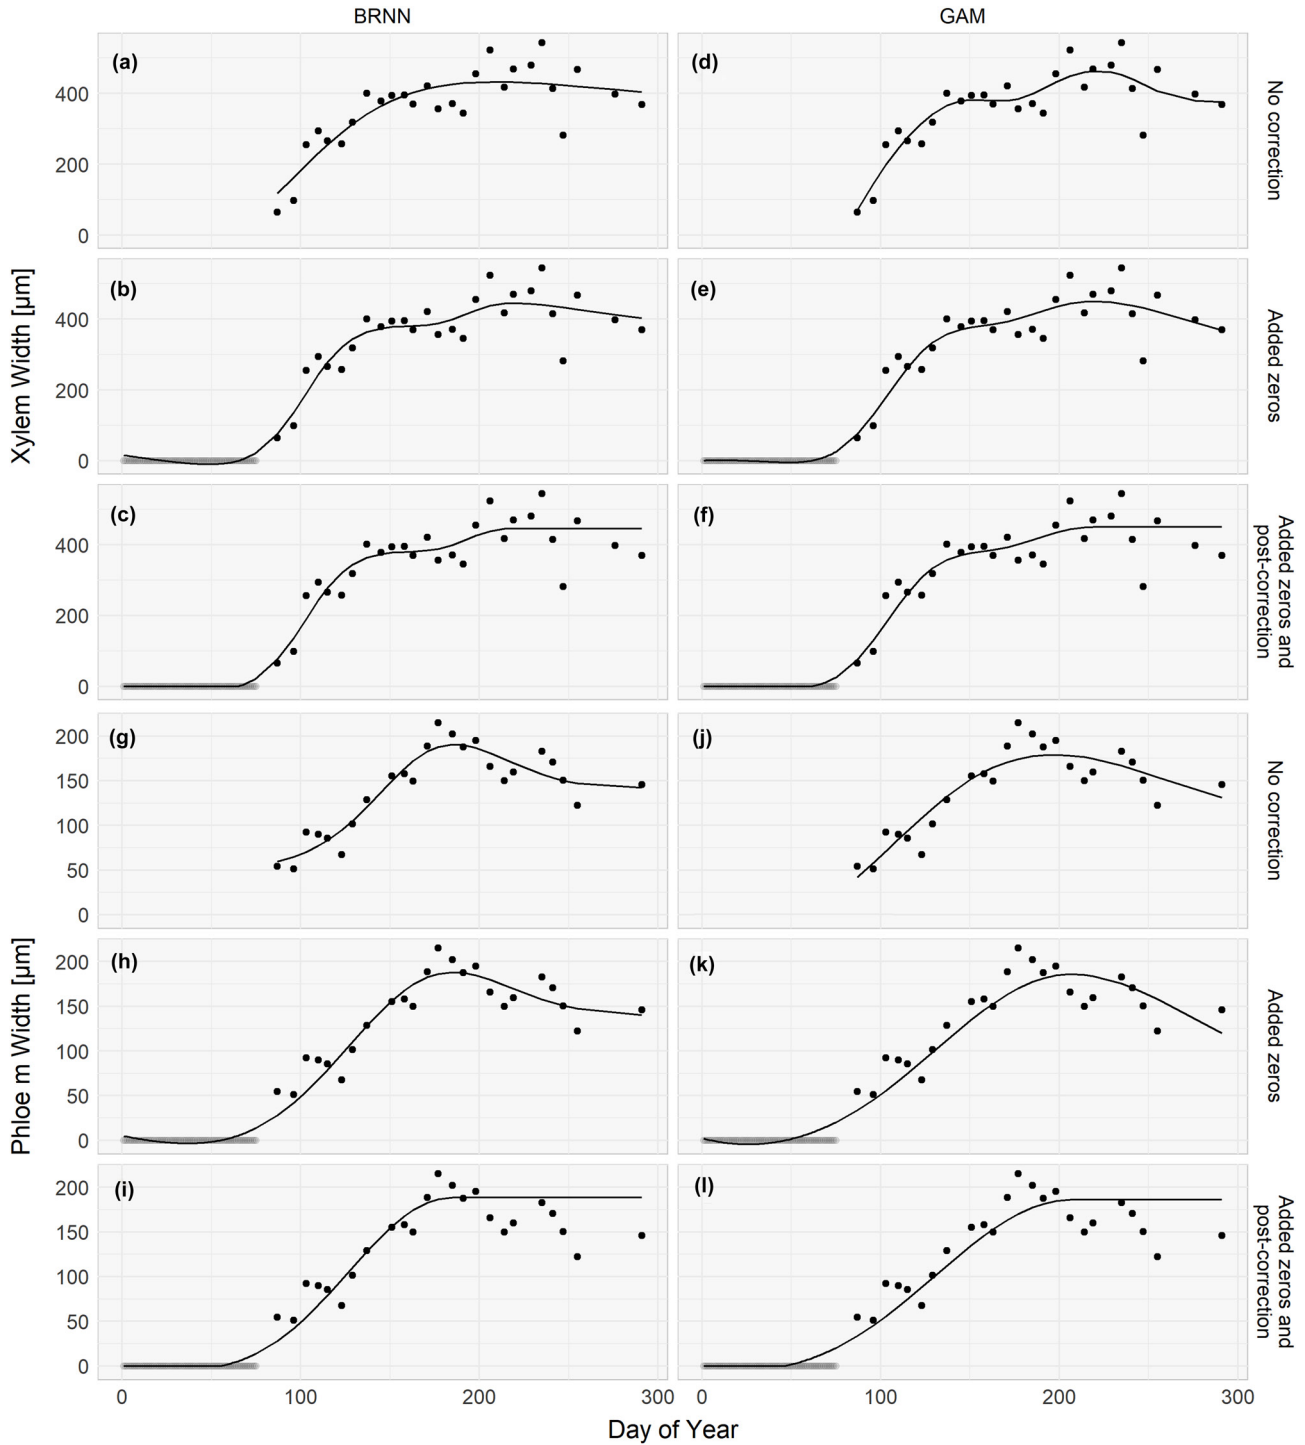 BRNN
GAM
(a)
400
200
0
(d)
No correction
(b)
400
200
0
(e)
Added zeros
Xylem Width [µm]
(c)
400
200
0
(f)
Added zeros and
post-correction
(g)
200
150
100
50
0
(j)
No correction
(h)
200
150
100
50
0
(k)
Added zeros
Phloe m Width [µm]
(i)
200
150
100
50
0
(l)
Added zeros and
post-correction
0 100 200 300 0 100 200 300
Day of Year